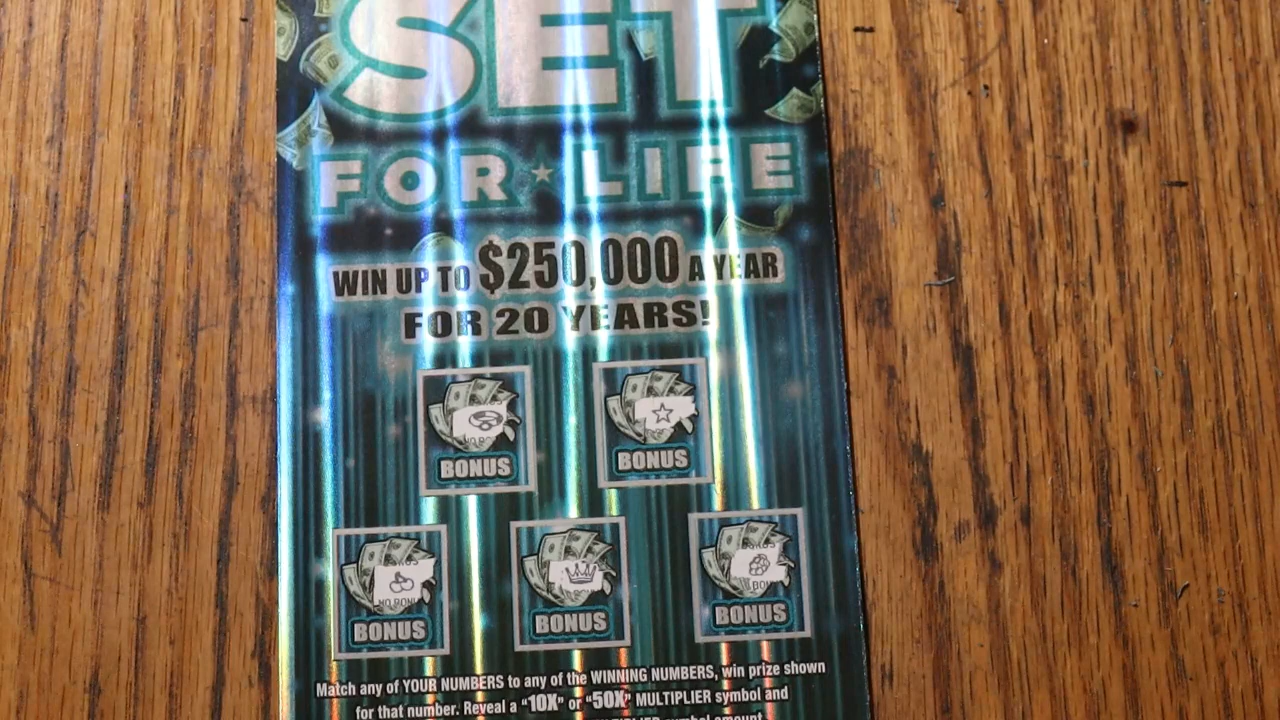 SET
FOR LIFE
WIN UP TO $250,000 A YEAR
FOR 20 YEARS!
BONUS
BONUS
BONUS
BONUS
BONUS
Match any of YOUR NUMBERS to any of the WINNING NUMBERS, win prize shown
for that number. Reveal a "10X" or "50X" MULTIPLIER symbol and